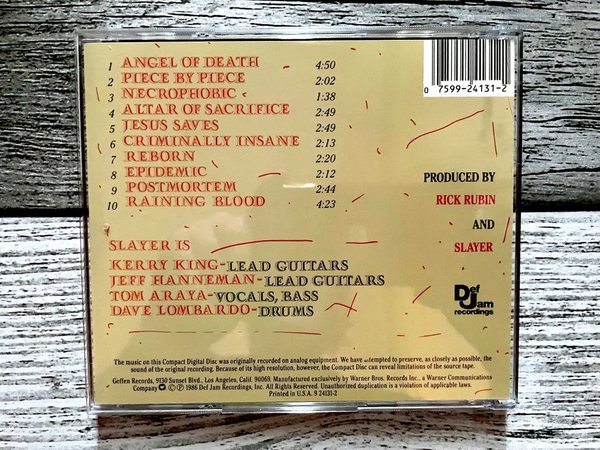 1 ANGEL OF DEATH 4:50
2 PIECE BY PIECE 2:02
3 NECROPHOBIC 1:38
4 ALTAR OF SACRIFICE 2:49
5 JESUS SAVES 2:49
6 CRIMINALLY INSANE 2:13
7 REBORN 2:20
8 EPIDEMIC 2:12
9 POSTMORTEM 2:44
10 RAINING BLOOD 4:23
SLAYER IS
KERRY KING-LEAD GUITARS
JEFF HANNEMAN-LEAD GUITARS
TOM ARAYA-VOCALS, BASS
DAVE LOMBARDO-DRUMS
0 7599-24131-2
PRODUCED BY
RICK RUBIN
AND
SLAYER
Def
Jam
recordings
The music on this Compact Digital Disc was originally recorded on analog equipment. We have attempted to preserve, as closely as possible, the
sound of the original recording. Because of its high resolution, however, the Compact Disc can reveal limitations of the source tape.
Geffen Records, 9130 Sunset Blvd., Los Angeles, Calif. 90069. Manufactured exclusively by Warner Bros. Records Inc., a Warner Communications
Company Ⓒ Ⓟ 1986 Def Jam Recordings, Inc. All Rights Reserved. Unauthorized duplication is a violation of applicable laws.
Printed in U.S.A. 9 24131-2